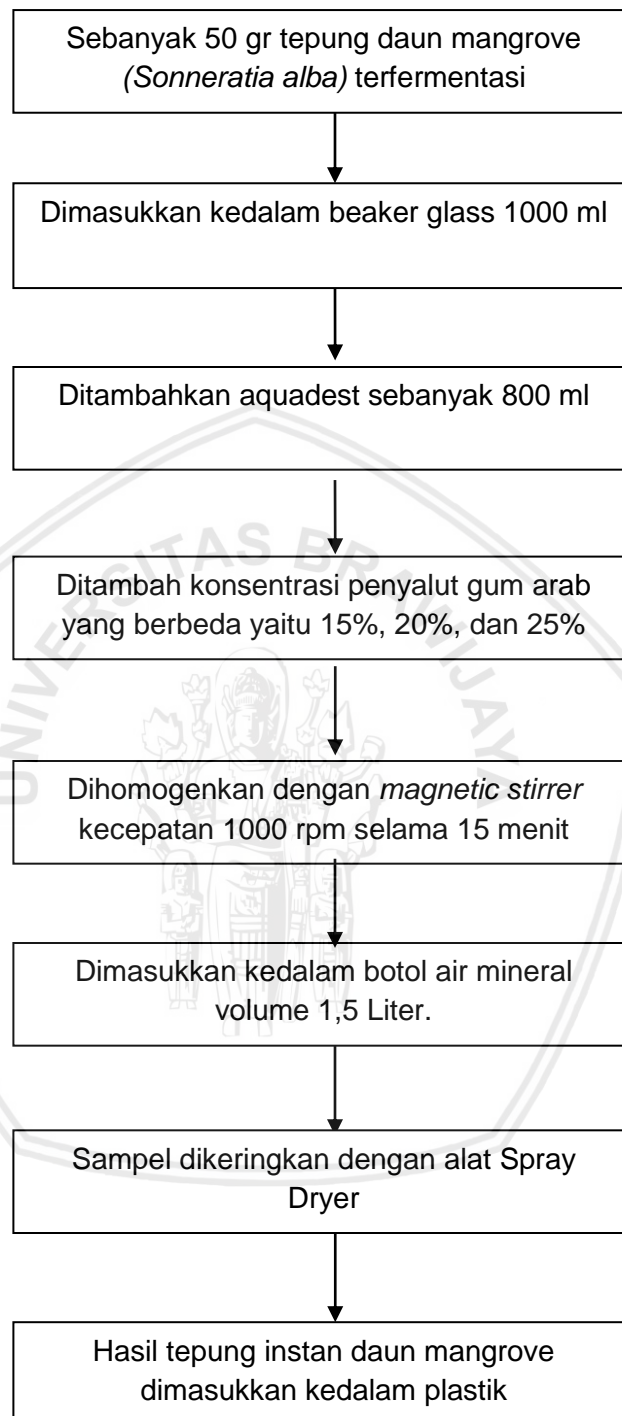 Sebanyak 50 gr tepung daun mangrove
(Sonneratia alba) terfermentasi
Dimasukkan kedalam beaker glass 1000 ml
Ditambahkan aquadest sebanyak 800 ml
Ditambah konsentrasi penyalut gum arab
yang berbeda yaitu 15%, 20%, dan 25%
Dihomogenkan dengan magnetic stirrer
kecepatan 1000 rpm selama 15 menit
Dimasukkan kedalam botol air mineral
volume 1,5 Liter.
Sampel dikeringkan dengan alat Spray
Dryer
Hasil tepung instan daun mangrove
dimasukkan kedalam plastik
UNIVERSITAS BRAWIJAYA